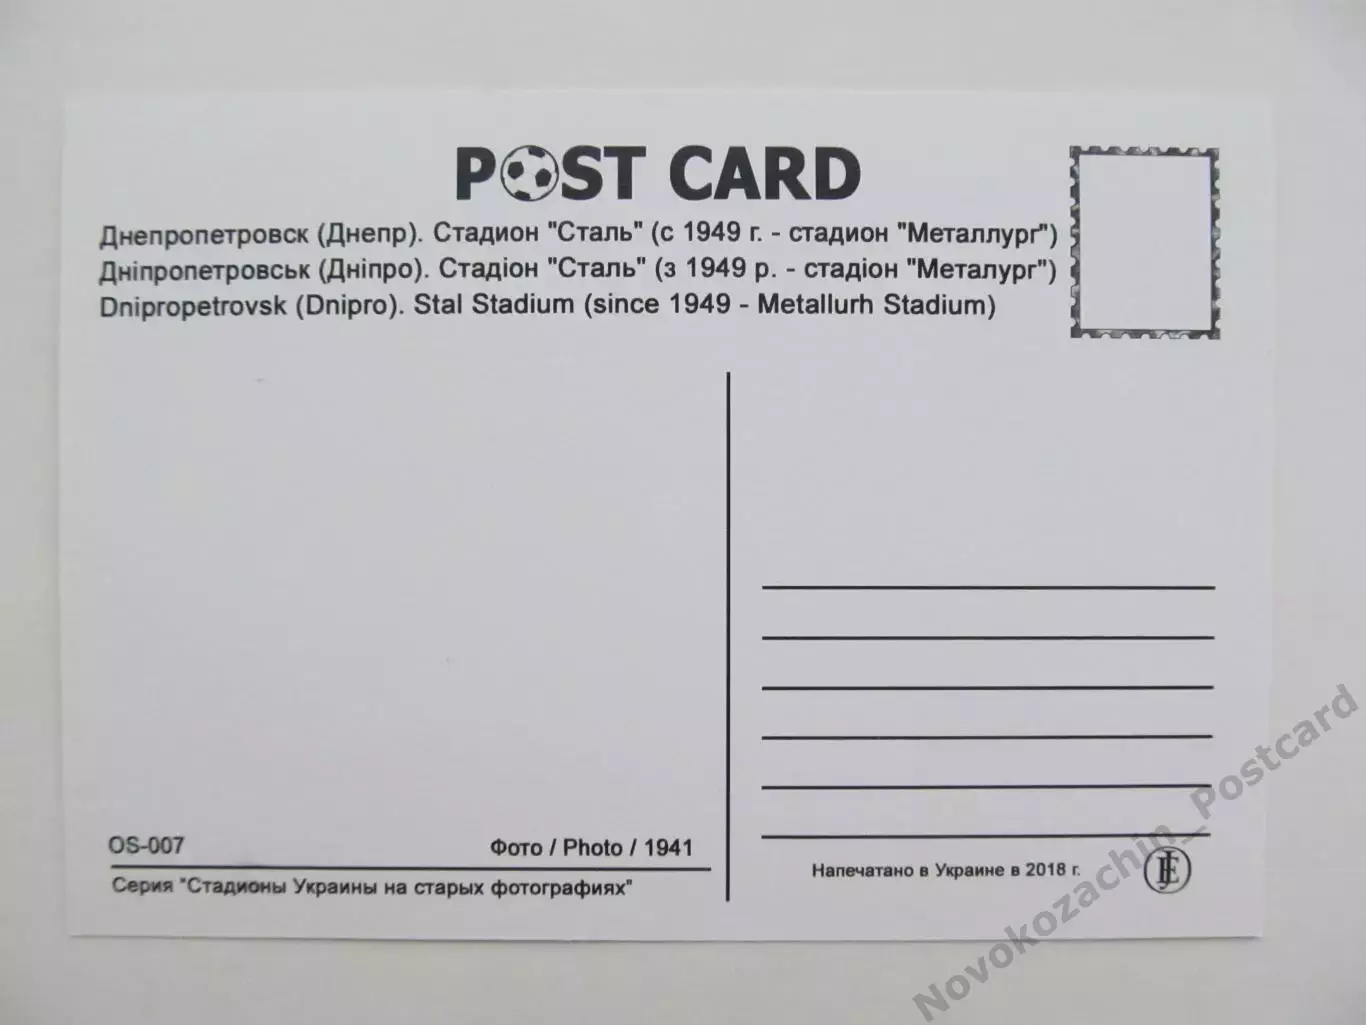 POST CARD
Днепропетровск (Днепр). Стадион "Сталь" (с 1949 г. - стадион "Металлург")
Дніпропетровськ (Дніпро). Стадіон "Сталь" (з 1949 р. - стадіон "Металург")
Dnipropetrovsk (Dnipro). Stal Stadium (since 1949 - Metallurh Stadium)
OS-007
Фото / Photo / 1941
Серия "Стадионы Украины на старых фотографиях"
Напечатано в Украине в 2018 г.
Novokozachin_Postcard